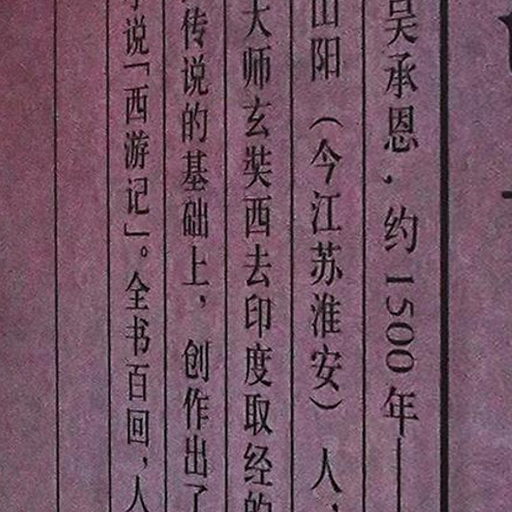 吴承恩，约1500年—
山阳（今江苏淮安）人，
大师玄奘西去印度取经的
传说的基础上，创作出了
说「西游记」。全书百回，人